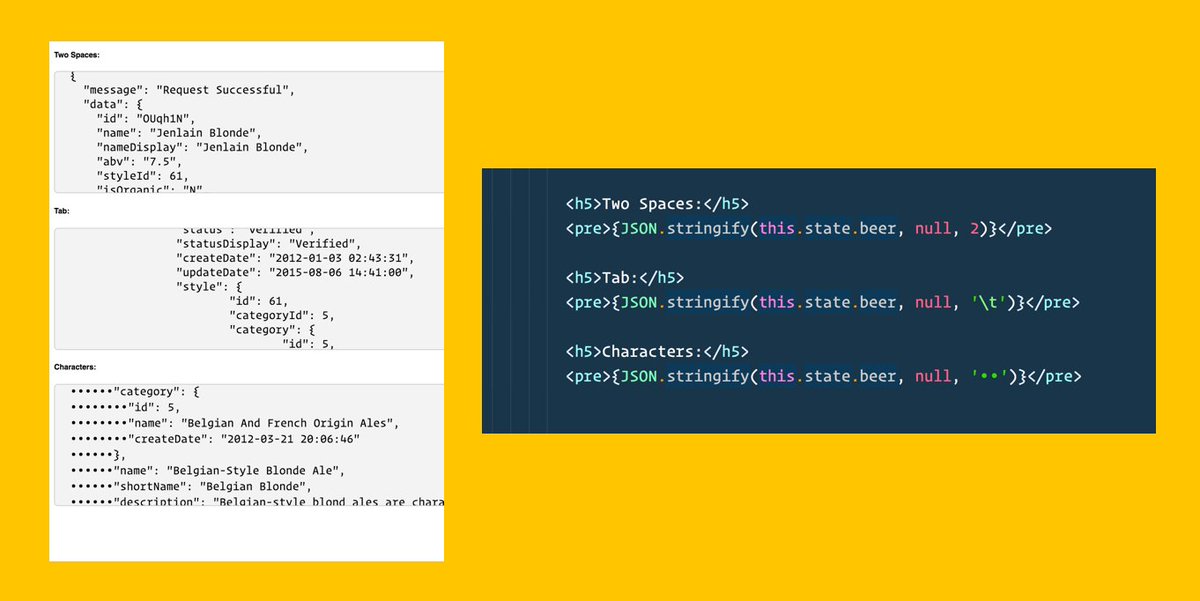 Two Spaces:
{
"message": "Request Successful",
"data": {
"id": "OUqh1N",
"name": "Jenlain Blonde",
"nameDisplay": "Jenlain Blonde",
"abv": "7.5",
"styleId": 61,
"isOrganic": "N"
Tab:
"status": "verified",
"statusDisplay": "Verified",
"createDate": "2012-01-03 02:43:31",
"updateDate": "2015-08-06 14:41:00",
"style": {
"id": 61,
"categoryId": 5,
"category": {
"id": 5,
Characters:
••••••"category": {
••••••••"id": 5,
••••••••"name": "Belgian And French Origin Ales",
••••••••"createDate": "2012-03-21 20:06:46"
••••••},
••••••"name": "Belgian-Style Blonde Ale",
••••••"shortName": "Belgian Blonde",
••••••"description": "Belgian-style blond ales are chara
<h5>Two Spaces:</h5>
<pre>{JSON.stringify(this.state.beer, null, 2)}</pre>
<h5>Tab:</h5>
<pre>{JSON.stringify(this.state.beer, null, '\t')}</pre>
<h5>Characters:</h5>
<pre>{JSON.stringify(this.state.beer, null, '••')}</pre>